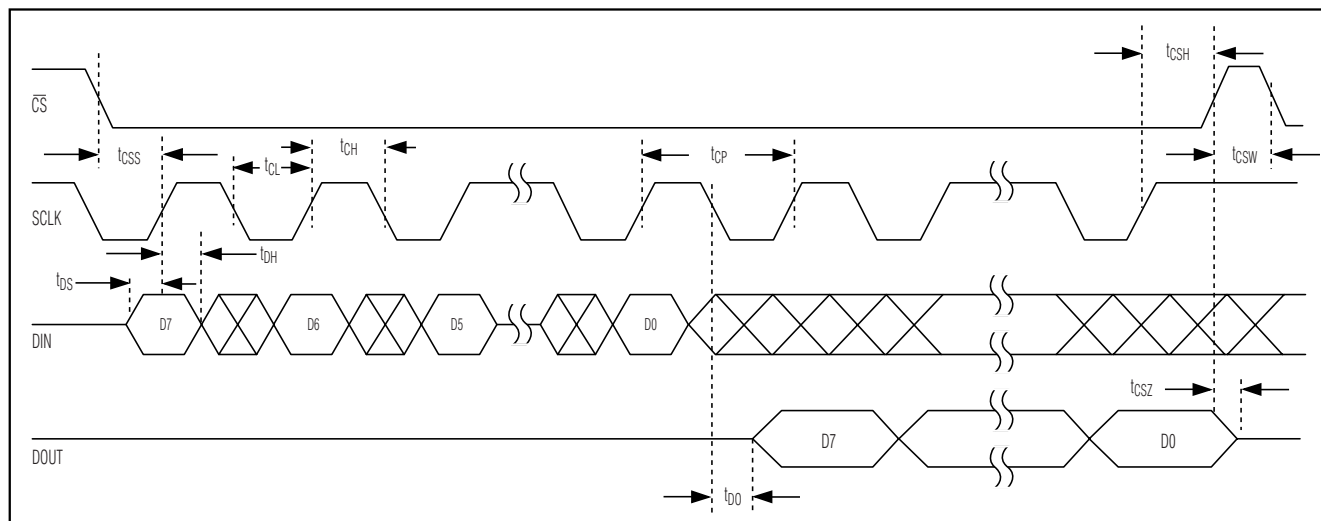 tCSH
CS
tCSS
tCL
tCH
tCP
tCSW
SCLK
tDH
tDS
D7
D6
D5
D0
DIN
tCSZ
D7
D0
DOUT
tDO